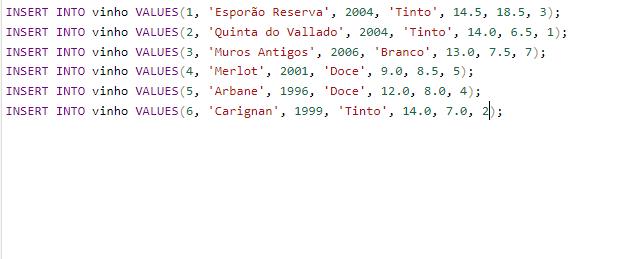 INSERT INTO vinho VALUES(1, 'Esporão Reserva', 2004, 'Tinto', 14.5, 18.5, 3);
INSERT INTO vinho VALUES(2, 'Quinta do Vallado', 2004, 'Tinto', 14.0, 6.5, 1);
INSERT INTO vinho VALUES(3, 'Muros Antigos', 2006, 'Branco', 13.0, 7.5, 7);
INSERT INTO vinho VALUES(4, 'Merlot', 2001, 'Doce', 9.0, 8.5, 5);
INSERT INTO vinho VALUES(5, 'Arbane', 1996, 'Doce', 12.0, 8.0, 4);
INSERT INTO vinho VALUES(6, 'Carignan', 1999, 'Tinto', 14.0, 7.0, 2);